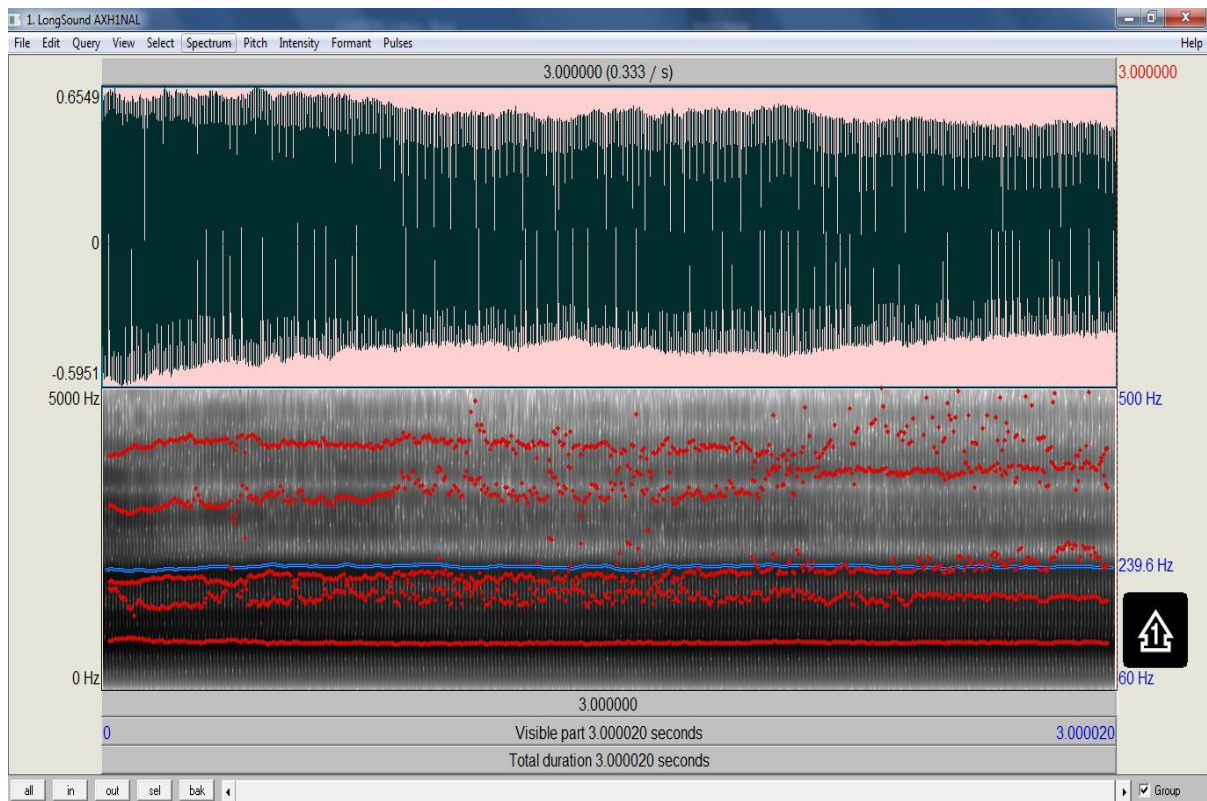 1. LongSound AXH1NAL
File Edit Query View Select Spectrum Pitch Intensity Formant Pulses Help
3.000000 (0.333 / s) 3.000000
0.6549
0
-0.5951
5000 Hz 500 Hz
239.6 Hz
1
0 Hz 60 Hz
3.000000
0 Visible part 3.000020 seconds 3.000020
Total duration 3.000020 seconds
all in out sel bak Group